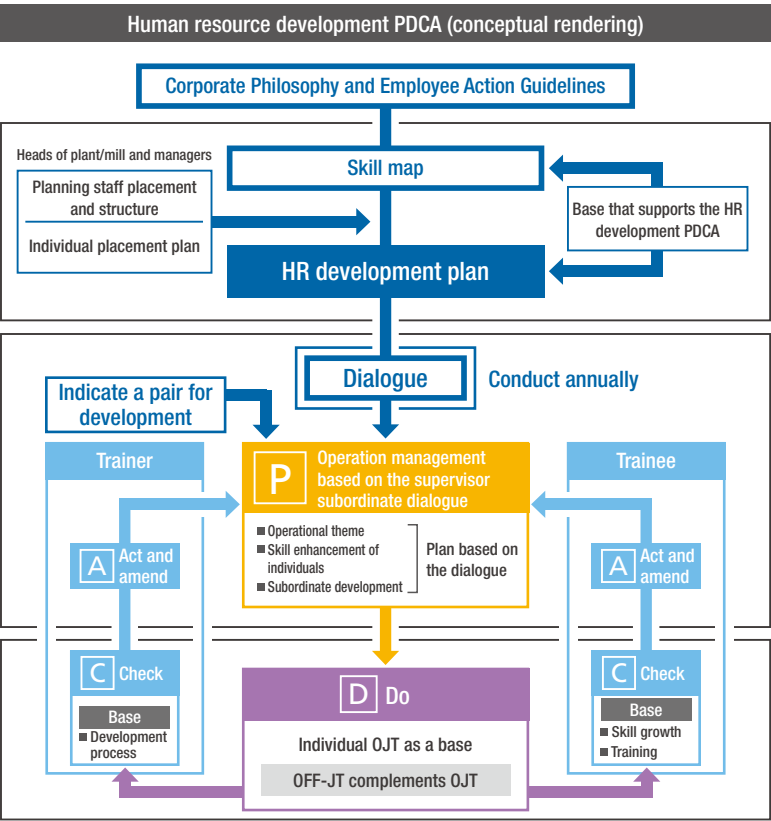 Human resource development PDCA (conceptual rendering)
Corporate Philosophy and Employee Action Guidelines
Heads of plant/mill and managers
Planning staff placement
and structure
Individual placement plan
Skill map
Base that supports the HR
development PDCA
HR development plan
Dialogue
Conduct annually
Indicate a pair for
development
Trainer
P
Operation management
based on the supervisor
subordinate dialogue
■ Operational theme
■ Skill enhancement of
individuals
■ Subordinate development
Plan based on
the dialogue
Trainee
A
Act and
amend
A
Act and
amend
C
Check
Base
■ Development
process
D
Do
Individual OJT as a base
OFF-JT complements OJT
C
Check
Base
■ Skill growth
■ Training